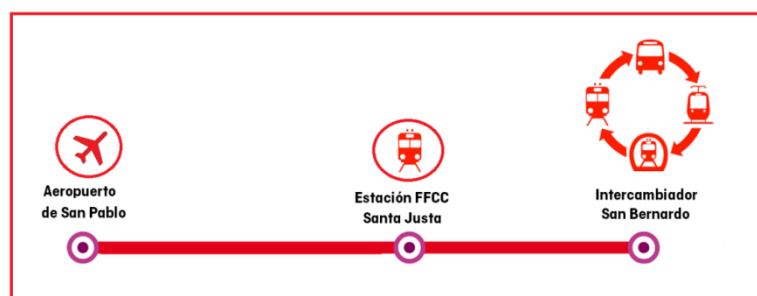 Aeropuerto
de San Pablo
Estación FFCC
Santa Justa
Intercambiador
San Bernardo